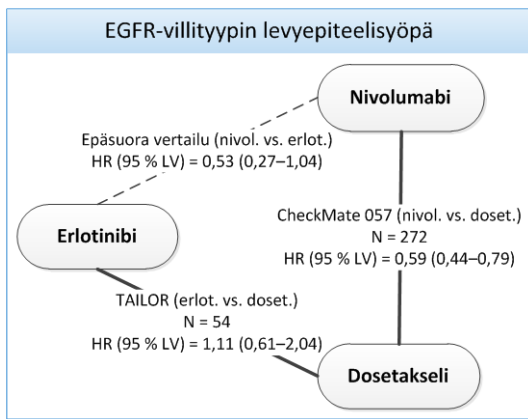 EGFR-villityypin levyepiteelisyöpä
Nivolumabi
Epäsuora vertailu (nivol. vs. erlot.)
HR (95 % LV) = 0,53 (0,27–1,04)
CheckMate 057 (nivol. vs. doset.)
N = 272
HR (95 % LV) = 0,59 (0,44–0,79)
Erlotinibi
TAILOR (erlot. vs. doset.)
N = 54
HR (95 % LV) = 1,11 (0,61–2,04)
Dosetakseli